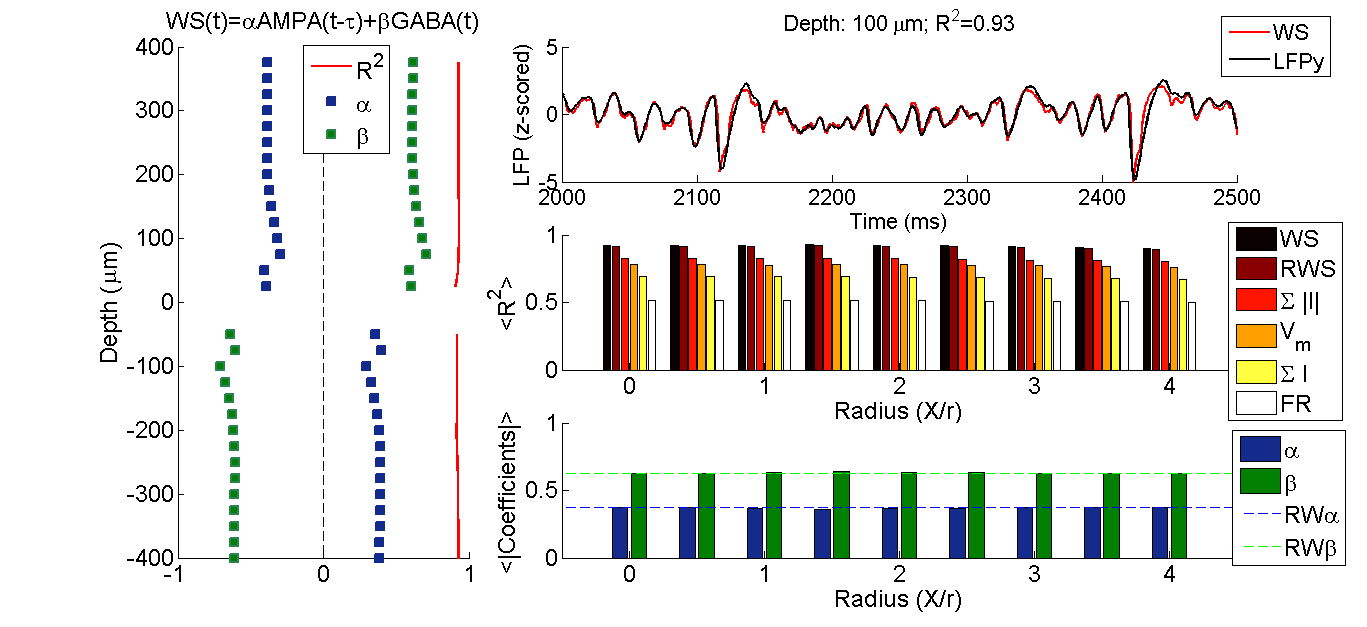 WS(t)=αAMPA(t-τ)+βGABA(t)
R²
α
β
Depth (μm)
400
300
200
100
0
-100
-200
-300
-400
-1
0
1
Depth: 100 μm; R²=0.93
WS
LFPy
LFP (z-scored)
5
0
-5
2000
2100
2200
2300
2400
2500
Time (ms)
<R²>
1
0.5
0
0
1
2
3
4
Radius (X/r)
WS
RWS
Σ |I|
Vₘ
Σ I
FR
<|Coefficients|>
1
0.5
0
0
1
2
3
4
Radius (X/r)
α
β
RWα
RWβ